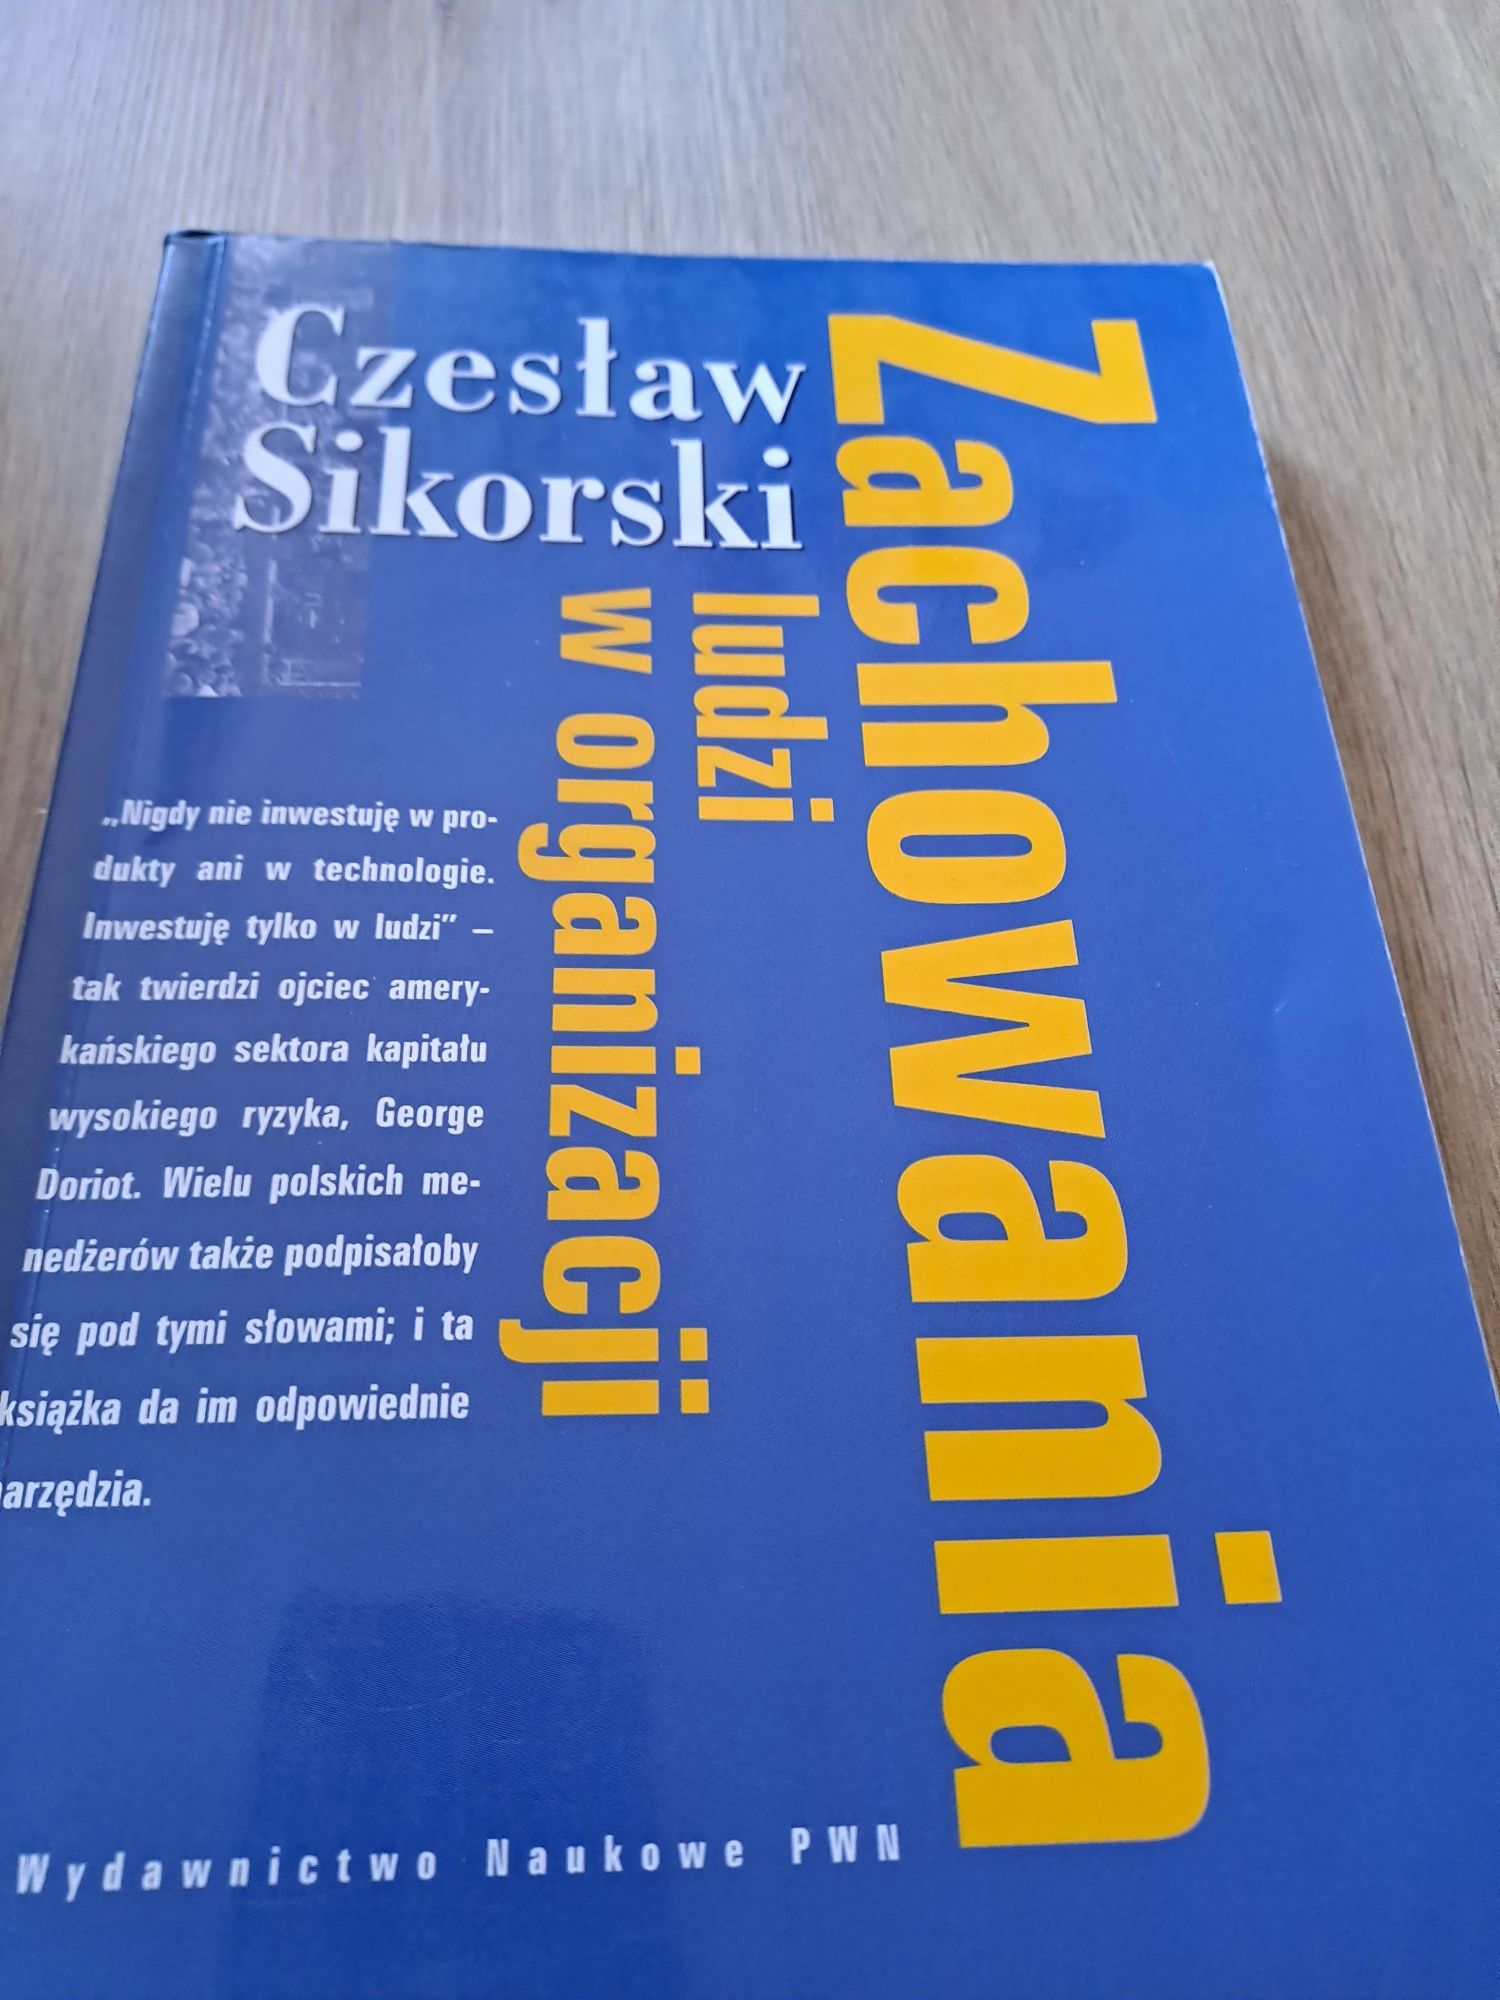 Czesław
Sikorski
Zachowania
ludzi
w organizacji
„Nigdy nie inwestuję w pro-
dukty ani w technologie.
Inwestuję tylko w ludzi” –
tak twierdzi ojciec amery-
kańskiego sektora kapitału
wysokiego ryzyka, George
Doriot. Wielu polskich me-
nedżerów także podpisałoby
się pod tymi słowami; i ta
książka da im odpowiednie
narzędzia.
Wydawnictwo Naukowe PWN